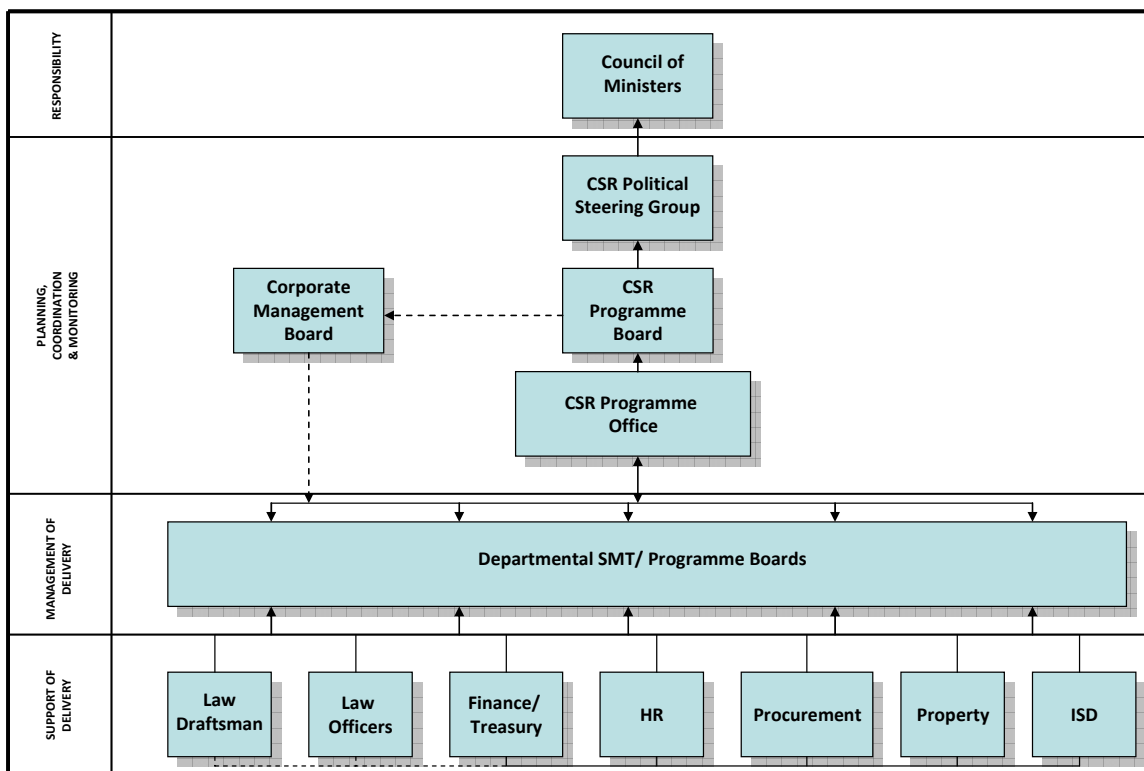 RESPONSIBILITY
Council of
Ministers
PLANNING,
COORDINATION
& MONITORING
CSR Political
Steering Group
Corporate
Management
Board
CSR
Programme
Board
CSR Programme
Office
MANAGEMENT OF
DELIVERY
Departmental SMT/ Programme Boards
SUPPORT OF
DELIVERY
Law
Draftsman
Law
Officers
Finance/
Treasury
HR
Procurement
Property
ISD